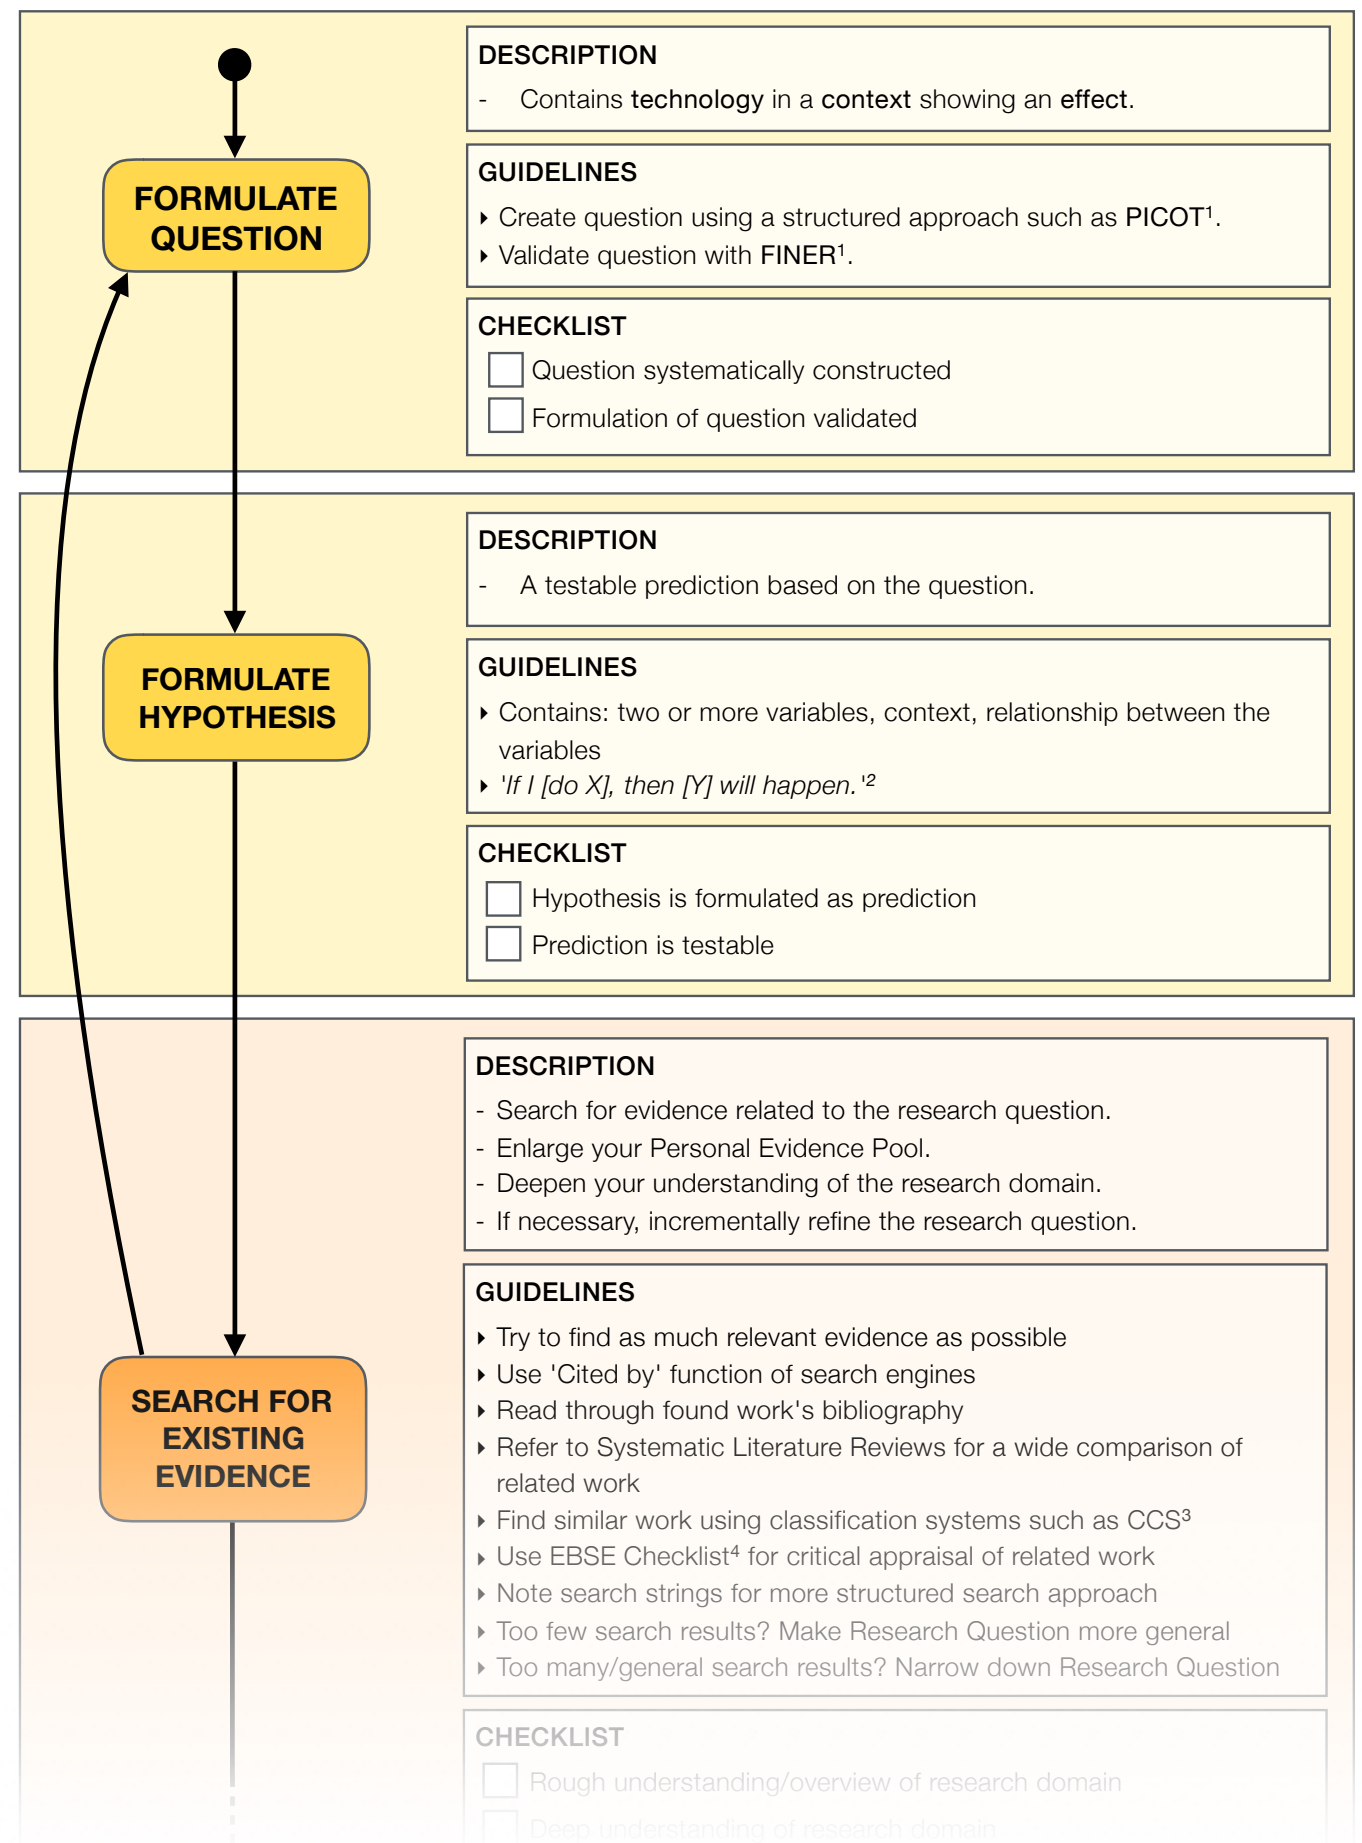 DESCRIPTION
- Contains technology in a context showing an effect.
FORMULATE
QUESTION
GUIDELINES
‣ Create question using a structured approach such as PICOT¹.
‣ Validate question with FINER¹.
CHECKLIST
Question systematically constructed
Formulation of question validated
DESCRIPTION
- A testable prediction based on the question.
FORMULATE
HYPOTHESIS
GUIDELINES
‣ Contains: two or more variables, context, relationship between the
variables
‣ 'If I [do X], then [Y] will happen.'²
CHECKLIST
Hypothesis is formulated as prediction
Prediction is testable
DESCRIPTION
- Search for evidence related to the research question.
- Enlarge your Personal Evidence Pool.
- Deepen your understanding of the research domain.
- If necessary, incrementally refine the research question.
SEARCH FOR
EXISTING
EVIDENCE
GUIDELINES
‣ Try to find as much relevant evidence as possible
‣ Use 'Cited by' function of search engines
‣ Read through found work's bibliography
‣ Refer to Systematic Literature Reviews for a wide comparison of
related work
‣ Find similar work using classification systems such as CCS³
‣ Use EBSE Checklist⁴ for critical appraisal of related work
‣ Note search strings for more structured search approach
‣ Too few search results? Make Research Question more general
‣ Too many/general search results? Narrow down Research Question
CHECKLIST
Rough understanding/overview of research domain
Deep understanding of research domain